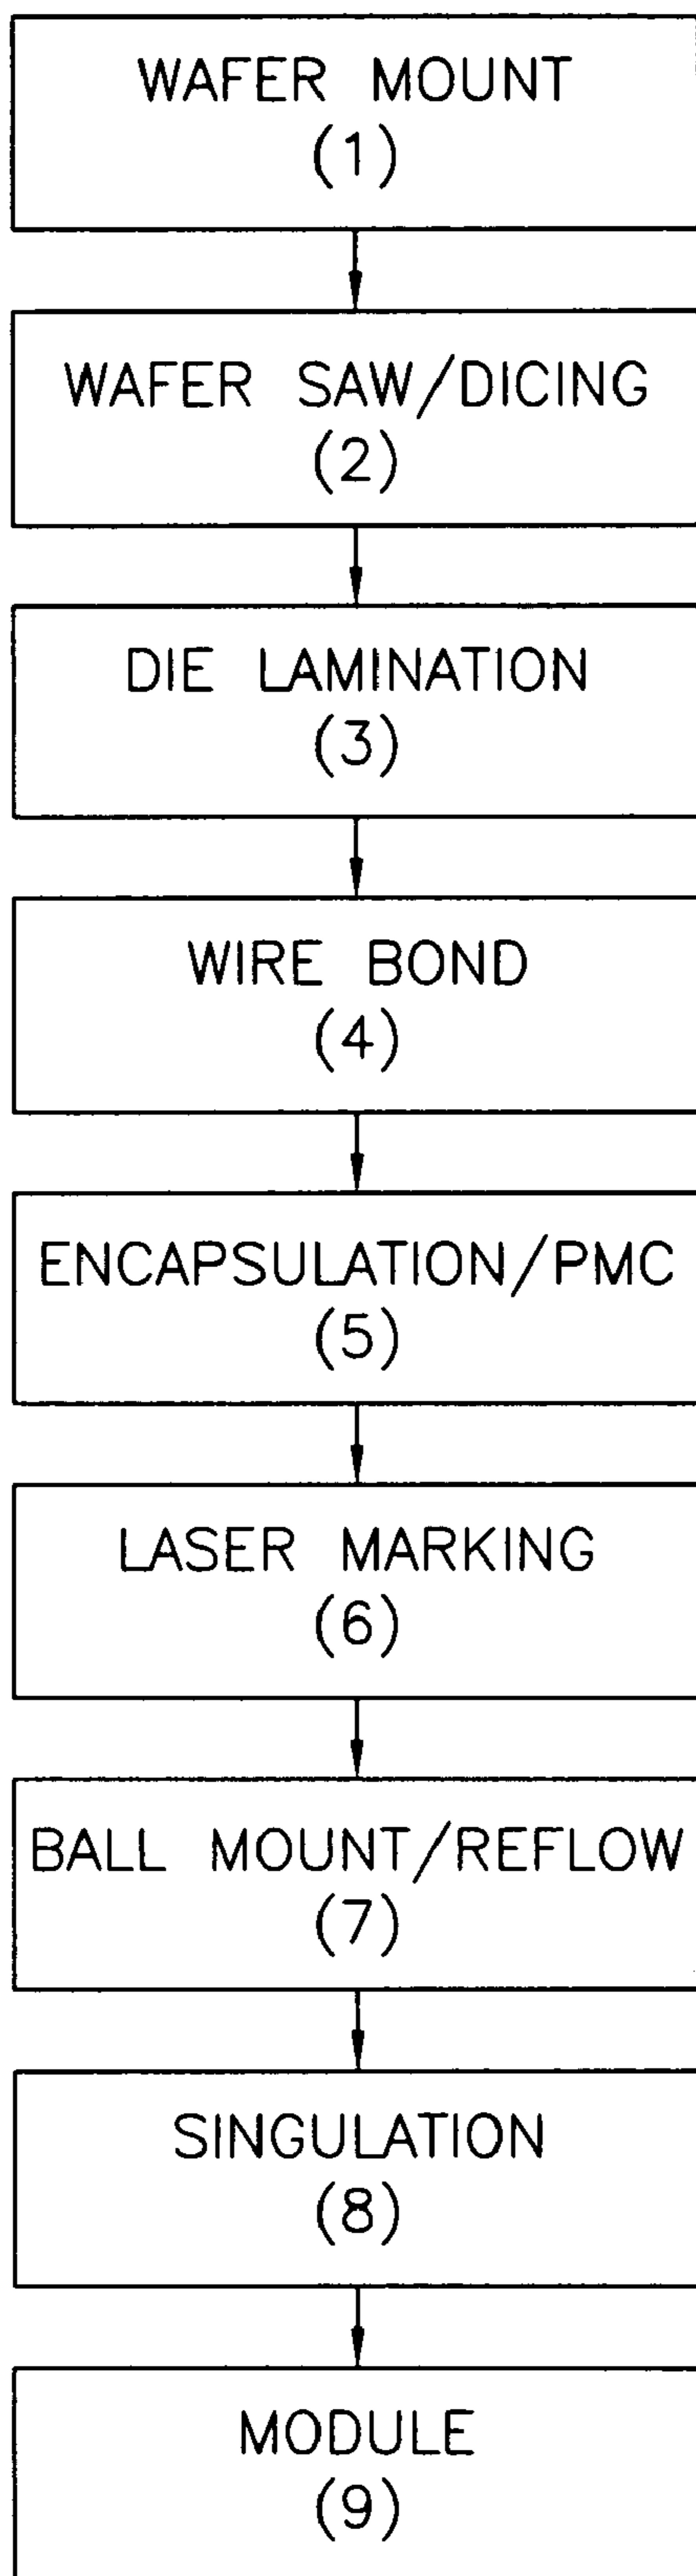 WAFER MOUNT
(1)
WAFER SAW/DICING
(2)
DIE LAMINATION
(3)
WIRE BOND
(4)
ENCAPSULATION/PMC
(5)
LASER MARKING
(6)
BALL MOUNT/REFLOW
(7)
SINGULATION
(8)
MODULE
(9)